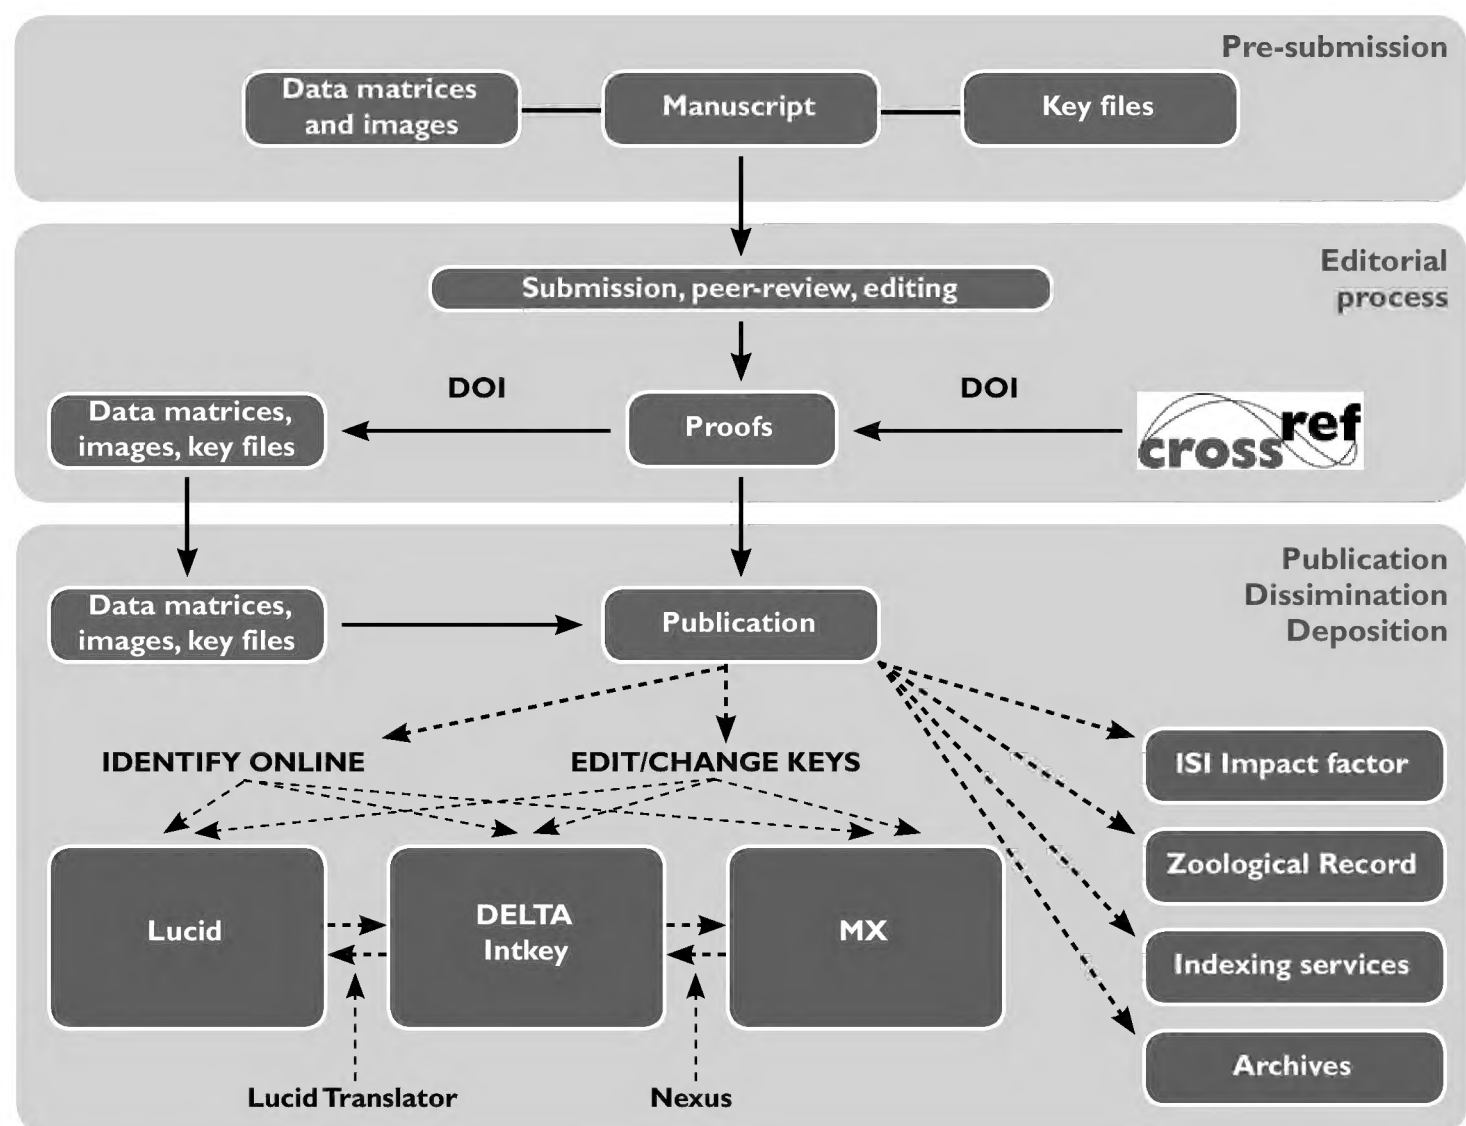 Pre-submission
Data matrices
and images
Manuscript
Key files
Editorial
process
Submission, peer-review, editing
DOI
DOI
Data matrices,
images, key files
Proofs
cross ref
Publication
Dissimination
Deposition
Data matrices,
images, key files
Publication
IDENTIFY ONLINE
EDIT/CHANGE KEYS
ISI Impact factor
Zoological Record
Indexing services
Archives
Lucid
DELTA
Intkey
MX
Lucid Translator
Nexus